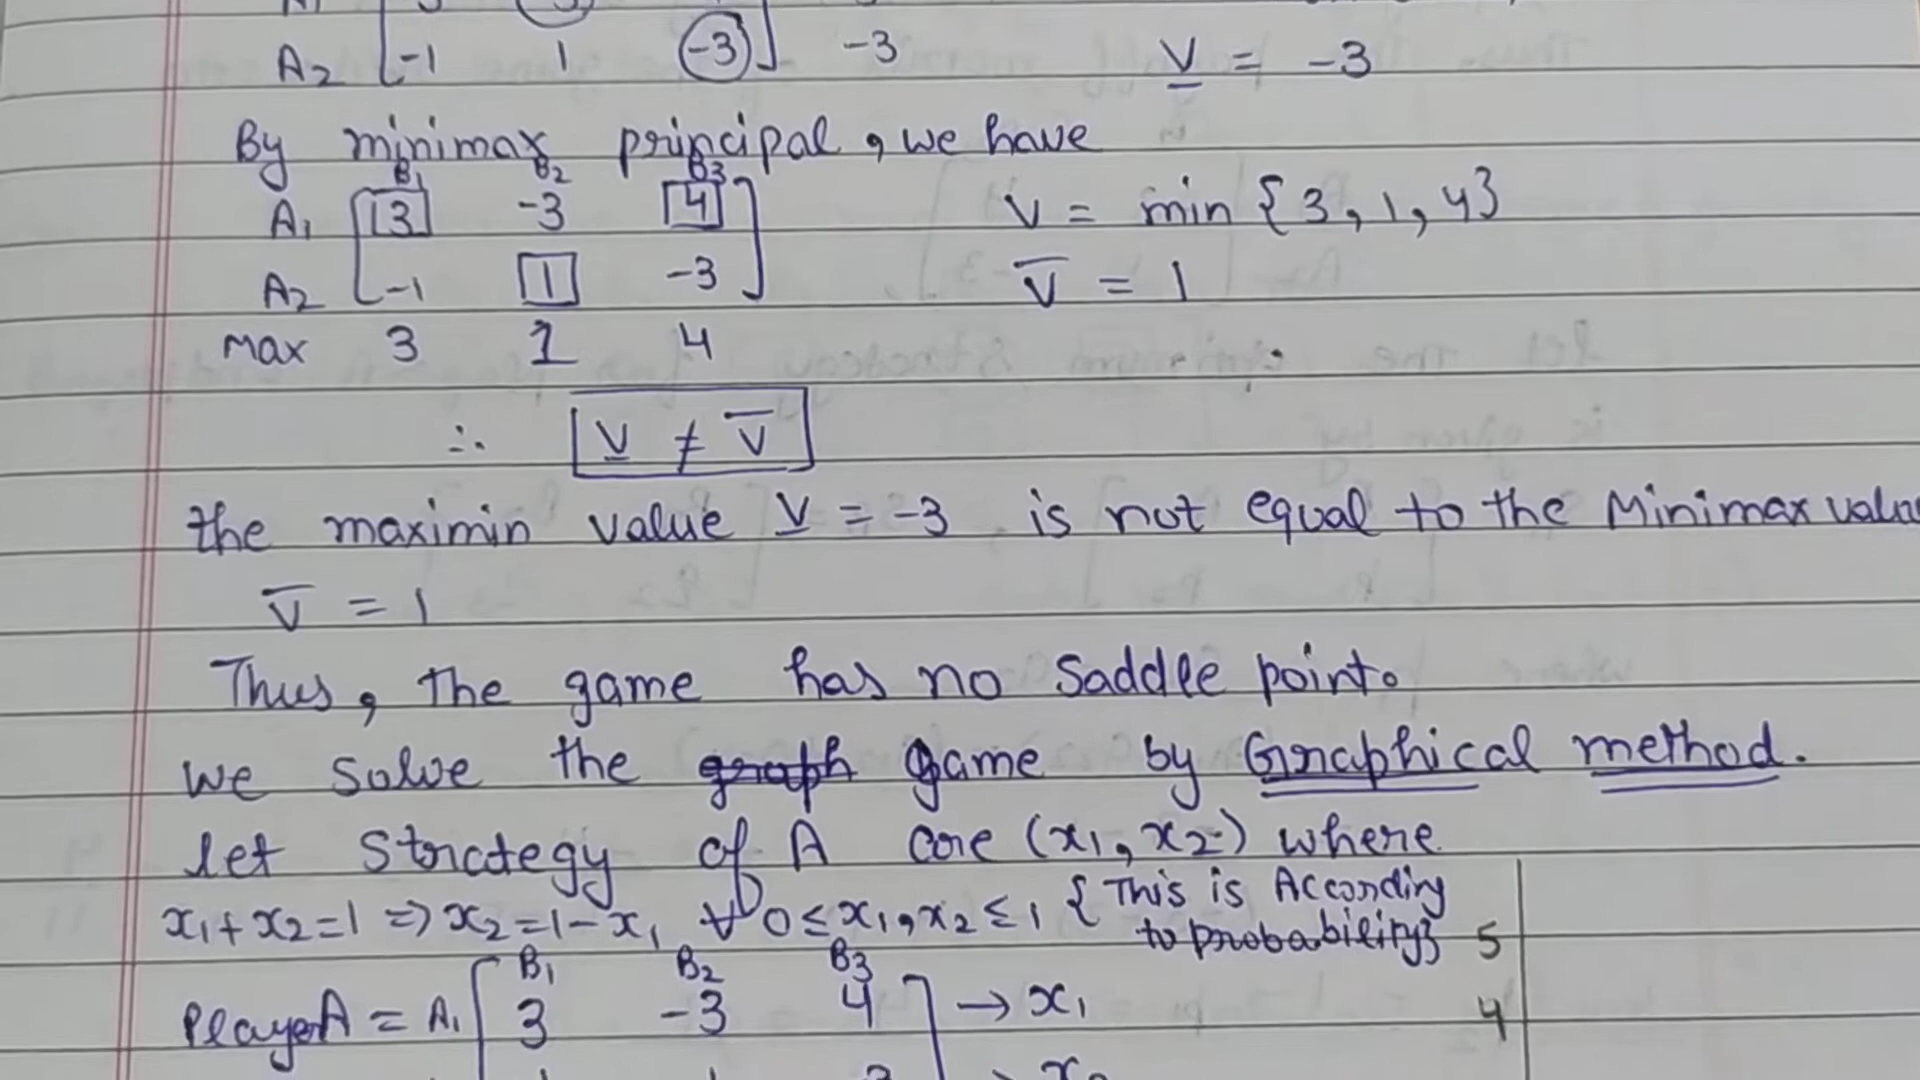 A2 -1 1 -3 -3 V = -3
By minimax principal, we have
B1 B2 B3
A1 3 -3 4 V = min {3, 1, 4}
A2 -1 1 -3 V̅ = 1
Max 3 1 4
∴ V ≠ V̅
the maximin value V = -3 is not equal to the Minimax value
V̅ = 1
Thus, the game has no Saddle point.
We solve the graph game by Graphical method.
let Strategy of A are (x1, x2) where
x1+x2=1 => x2=1-x1 ∀ 0≤x1,x2≤1 {This is According
to probability} 5
B1 B2 B3
PlayerA = A1 3 -3 4 → x1 4